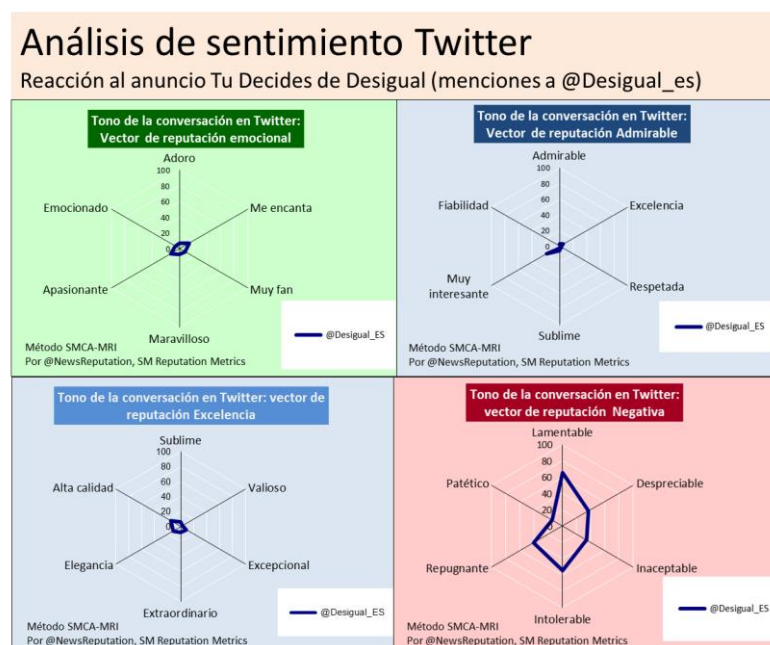 Análisis de sentimiento Twitter
Reacción al anuncio Tu Decides de Desigual (menciones a @Desigual_es)
Tono de la conversación en Twitter:
Vector de reputación emocional
Adoro
100
80
60
40
20
0
Emocionado
Me encanta
Apasionante
Muy fan
Maravilloso
@Desigual_ES
Método SMCA-MRI
Por @NewsReputation, SM Reputation Metrics
Tono de la conversación en Twitter:
Vector de reputación Admirable
Admirable
100
80
60
40
20
0
Fiabilidad
Excelencia
Muy
interesante
Respetada
Sublime
@Desigual_ES
Método SMCA-MRI
Por @NewsReputation, SM Reputation Metrics
Tono de la conversación en Twitter: vector de
reputación Excelencia
Sublime
100
80
60
40
20
0
Alta calidad
Valioso
Elegancia
Excepcional
Extraordinario
@Desigual_ES
Método SMCA-MRI
Por @NewsReputation, SM Reputation Metrics
Tono de la conversación en Twitter:
vector de reputación Negativa
Lamentable
100
80
60
40
20
0
Patético
Despreciable
Repugnante
Inaceptable
Intolerable
@Desigual_ES
Método SMCA-MRI
Por @NewsReputation, SM Reputation Metrics